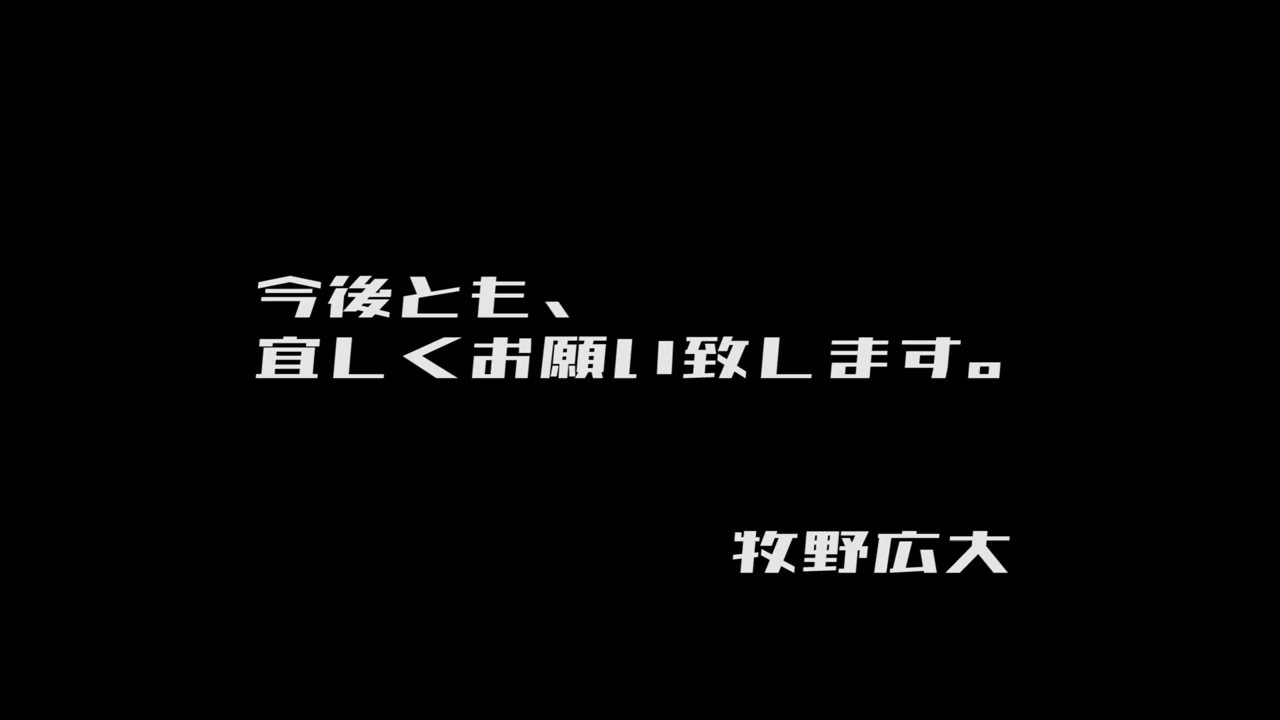 今後とも、
宜しくお願い致します。
牧野広大